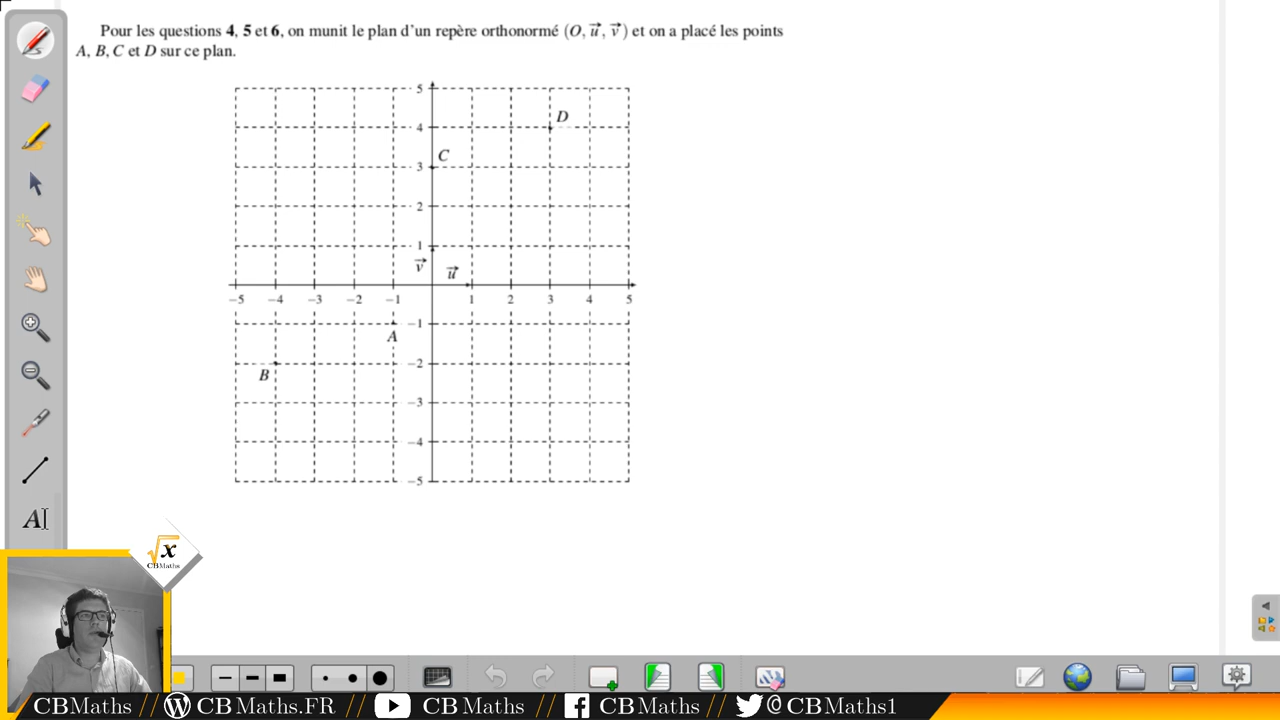 Pour les questions 4, 5 et 6, on munit le plan d'un repère orthonormé (O, u⃗, v⃗) et on a placé les points
A, B, C et D sur ce plan.
5
D
4
C
3
2
1
v⃗
u⃗
−5 −4 −3 −2 −1 1 2 3 4 5
−1
A
−2
B
−3
−4
−5
AI
√x
CBMaths
CBMaths // CBMaths.FR // CBMaths // CBMaths // @CBMaths1